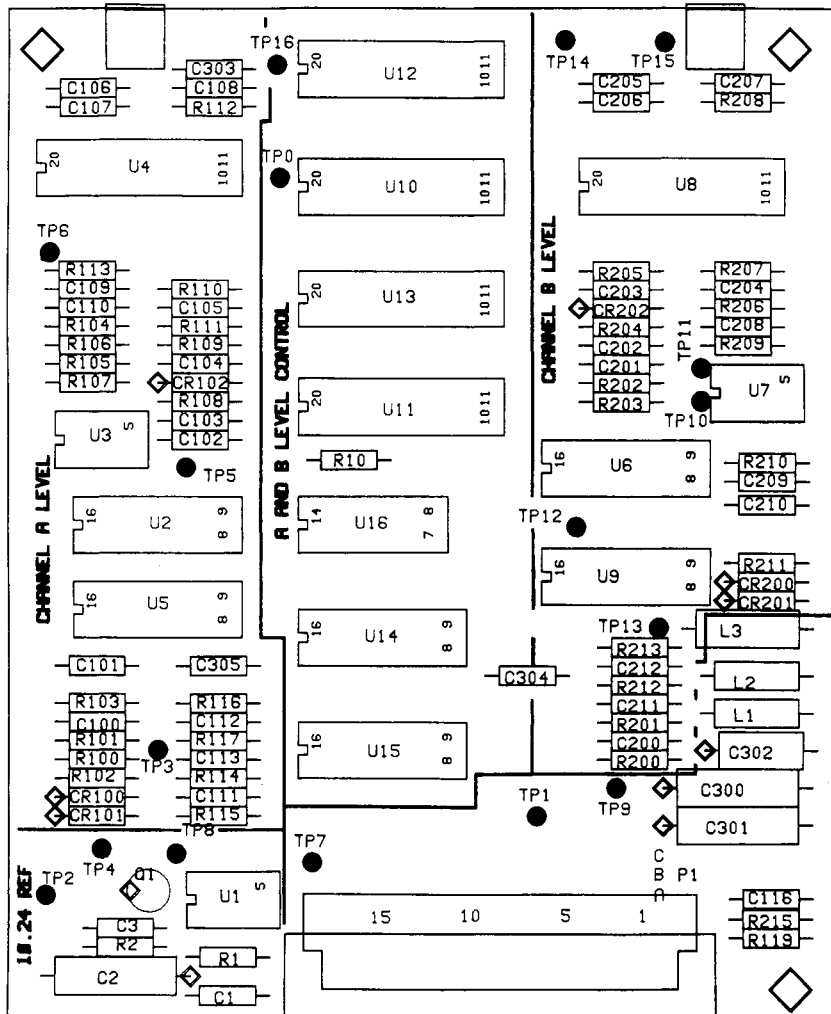 TP16
TP14
TP15
C106
C107
C303
C108
R112
20 U12 1011
C205
C206
C207
R208
20 U4 1011
TP0
20 U10 1011
20 U8 1011
TP6
R113
C109
C110
R104
R106
R105
R107
R110
C105
R111
R109
C104
CR102
R108
C103
C102
U3 5
TP5
CHANNEL A LEVEL
16 U2 9 8
16 U5 9 8
A AND B LEVEL CONTROL
20 U13 1011
20 U11 1011
R10
14 U16 8 7
16 U14 9 8
16 U15 9 8
CHANNEL B LEVEL
R205
C203
CR202
R204
C202
C201
R202
R203
R207
C204
R206
C208
R209
TP11
TP10
U7 5
16 U6 9 8
R210
C209
C210
TP12
16 U9 9 8
R211
CR200
CR201
TP13
L3
R213
C212
R212
C211
R201
C200
R200
L2
L1
C302
C304
C300
C301
TP1
TP9
C101
C305
R103
C100
R101
R100
R102
CR100
CR101
TP3
R116
C112
R117
C113
R114
C111
R115
TP8
TP4
TP2
Q1
U1 5
TP7
10.24 REF
C3
R2
C2
R1
C1
C
B
A
P1
15 10 5 1
C116
R215
R119